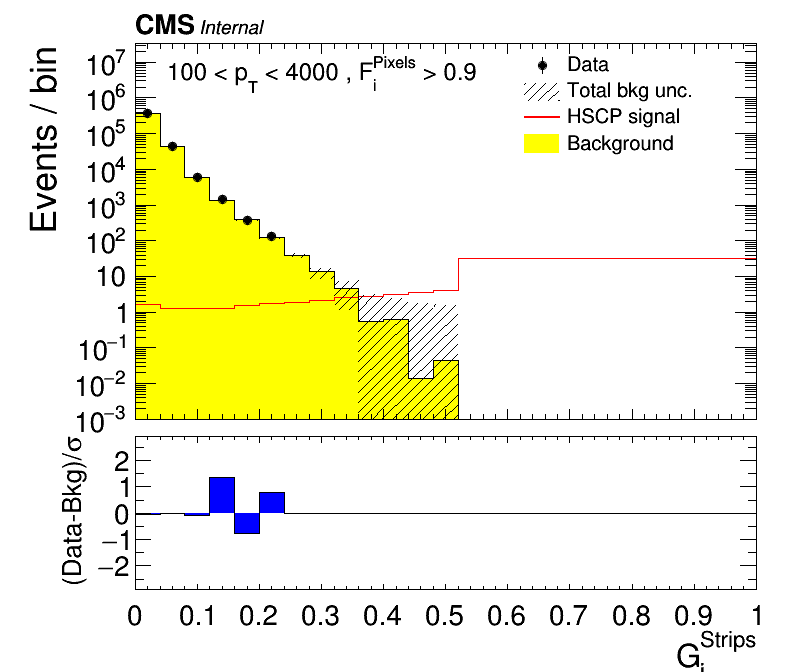 CMS Internal
100 < p_T < 4000 , F_i^Pixels > 0.9
Data
Total bkg unc.
HSCP signal
Background
Events / bin
10^7
10^6
10^5
10^4
10^3
10^2
10
1
10^−1
10^−2
10^−3
(Data-Bkg)/σ
2
1
0
−1
−2
0 0.1 0.2 0.3 0.4 0.5 0.6 0.7 0.8 0.9 1
G_i^Strips